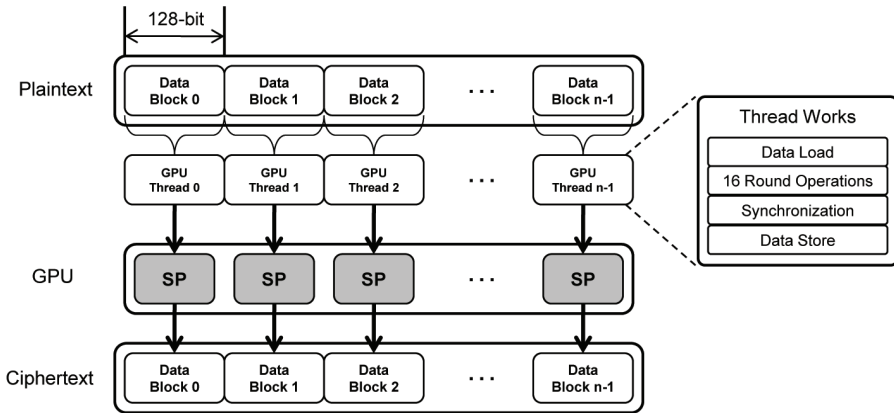 128-bit
Plaintext
Data Block 0
Data Block 1
Data Block 2
...
Data Block n-1
GPU Thread 0
GPU Thread 1
GPU Thread 2
...
GPU Thread n-1
Thread Works
Data Load
16 Round Operations
Synchronization
Data Store
GPU
SP
SP
SP
...
SP
Ciphertext
Data Block 0
Data Block 1
Data Block 2
...
Data Block n-1